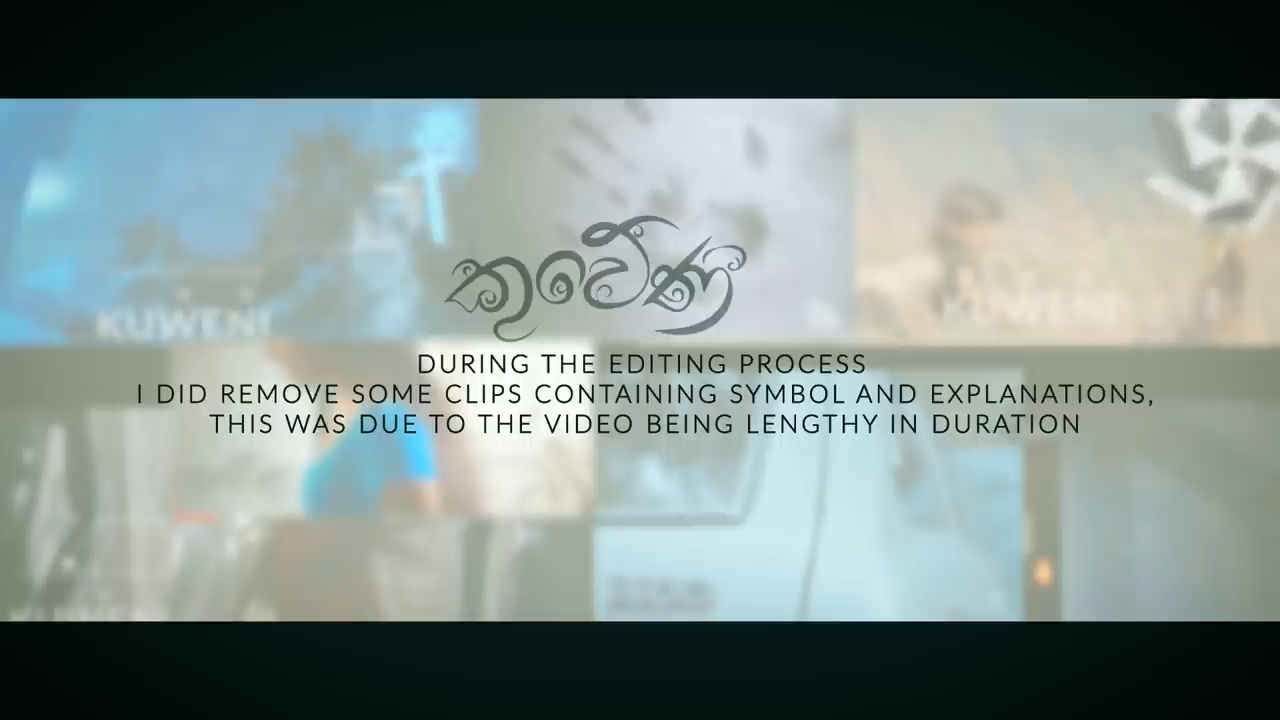 KUWENI
KUWENI
කුවේණි
DURING THE EDITING PROCESS
I DID REMOVE SOME CLIPS CONTAINING SYMBOL AND EXPLANATIONS,
THIS WAS DUE TO THE VIDEO BEING LENGTHY IN DURATION